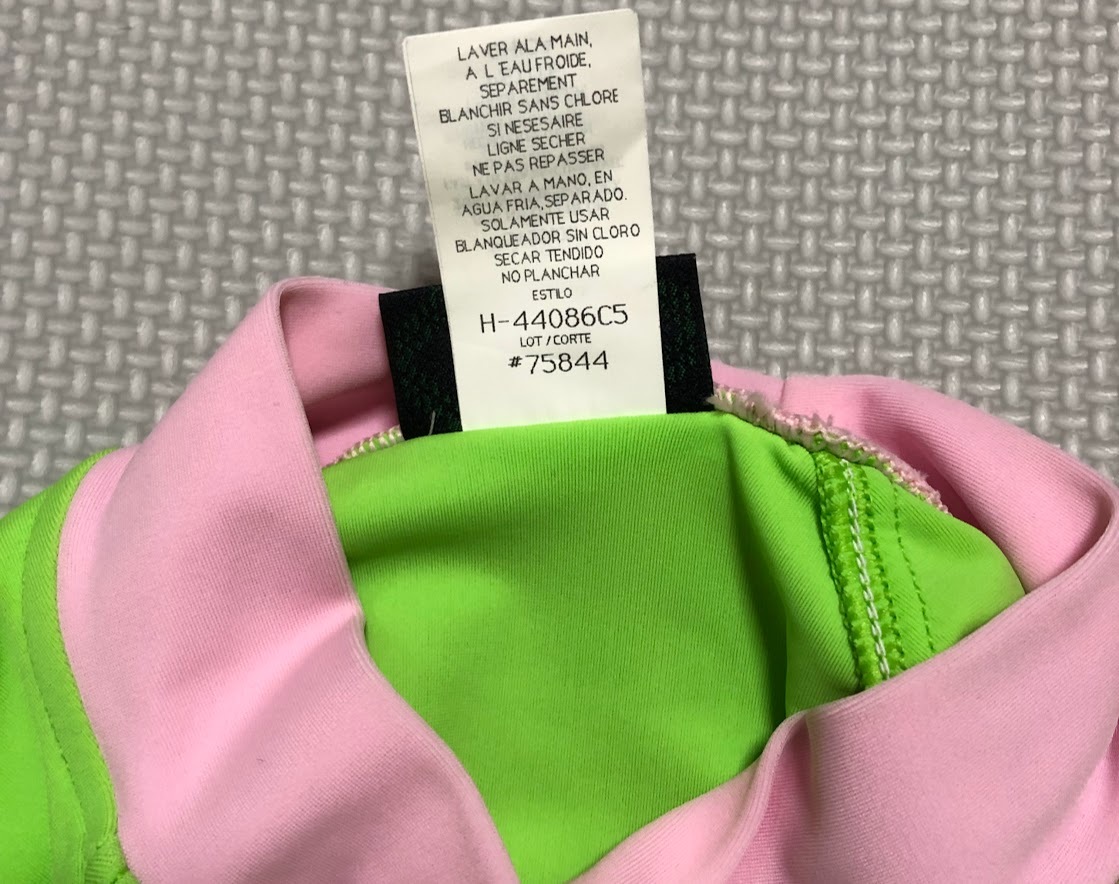 LAVER ALA MAIN,
A L'EAU FROIDE,
SEPAREMENT
BLANCHIR SANS CHLORE
SI NESESAIRE
LIGNE SECHER
NE PAS REPASSER
LAVAR A MANO, EN
AGUA FRIA,SEPARADO.
SOLAMENTE USAR
BLANQUEADOR SIN CLORO
SECAR TENDIDO
NO PLANCHAR
ESTILO
H-44086C5
LOT/CORTE
#75844